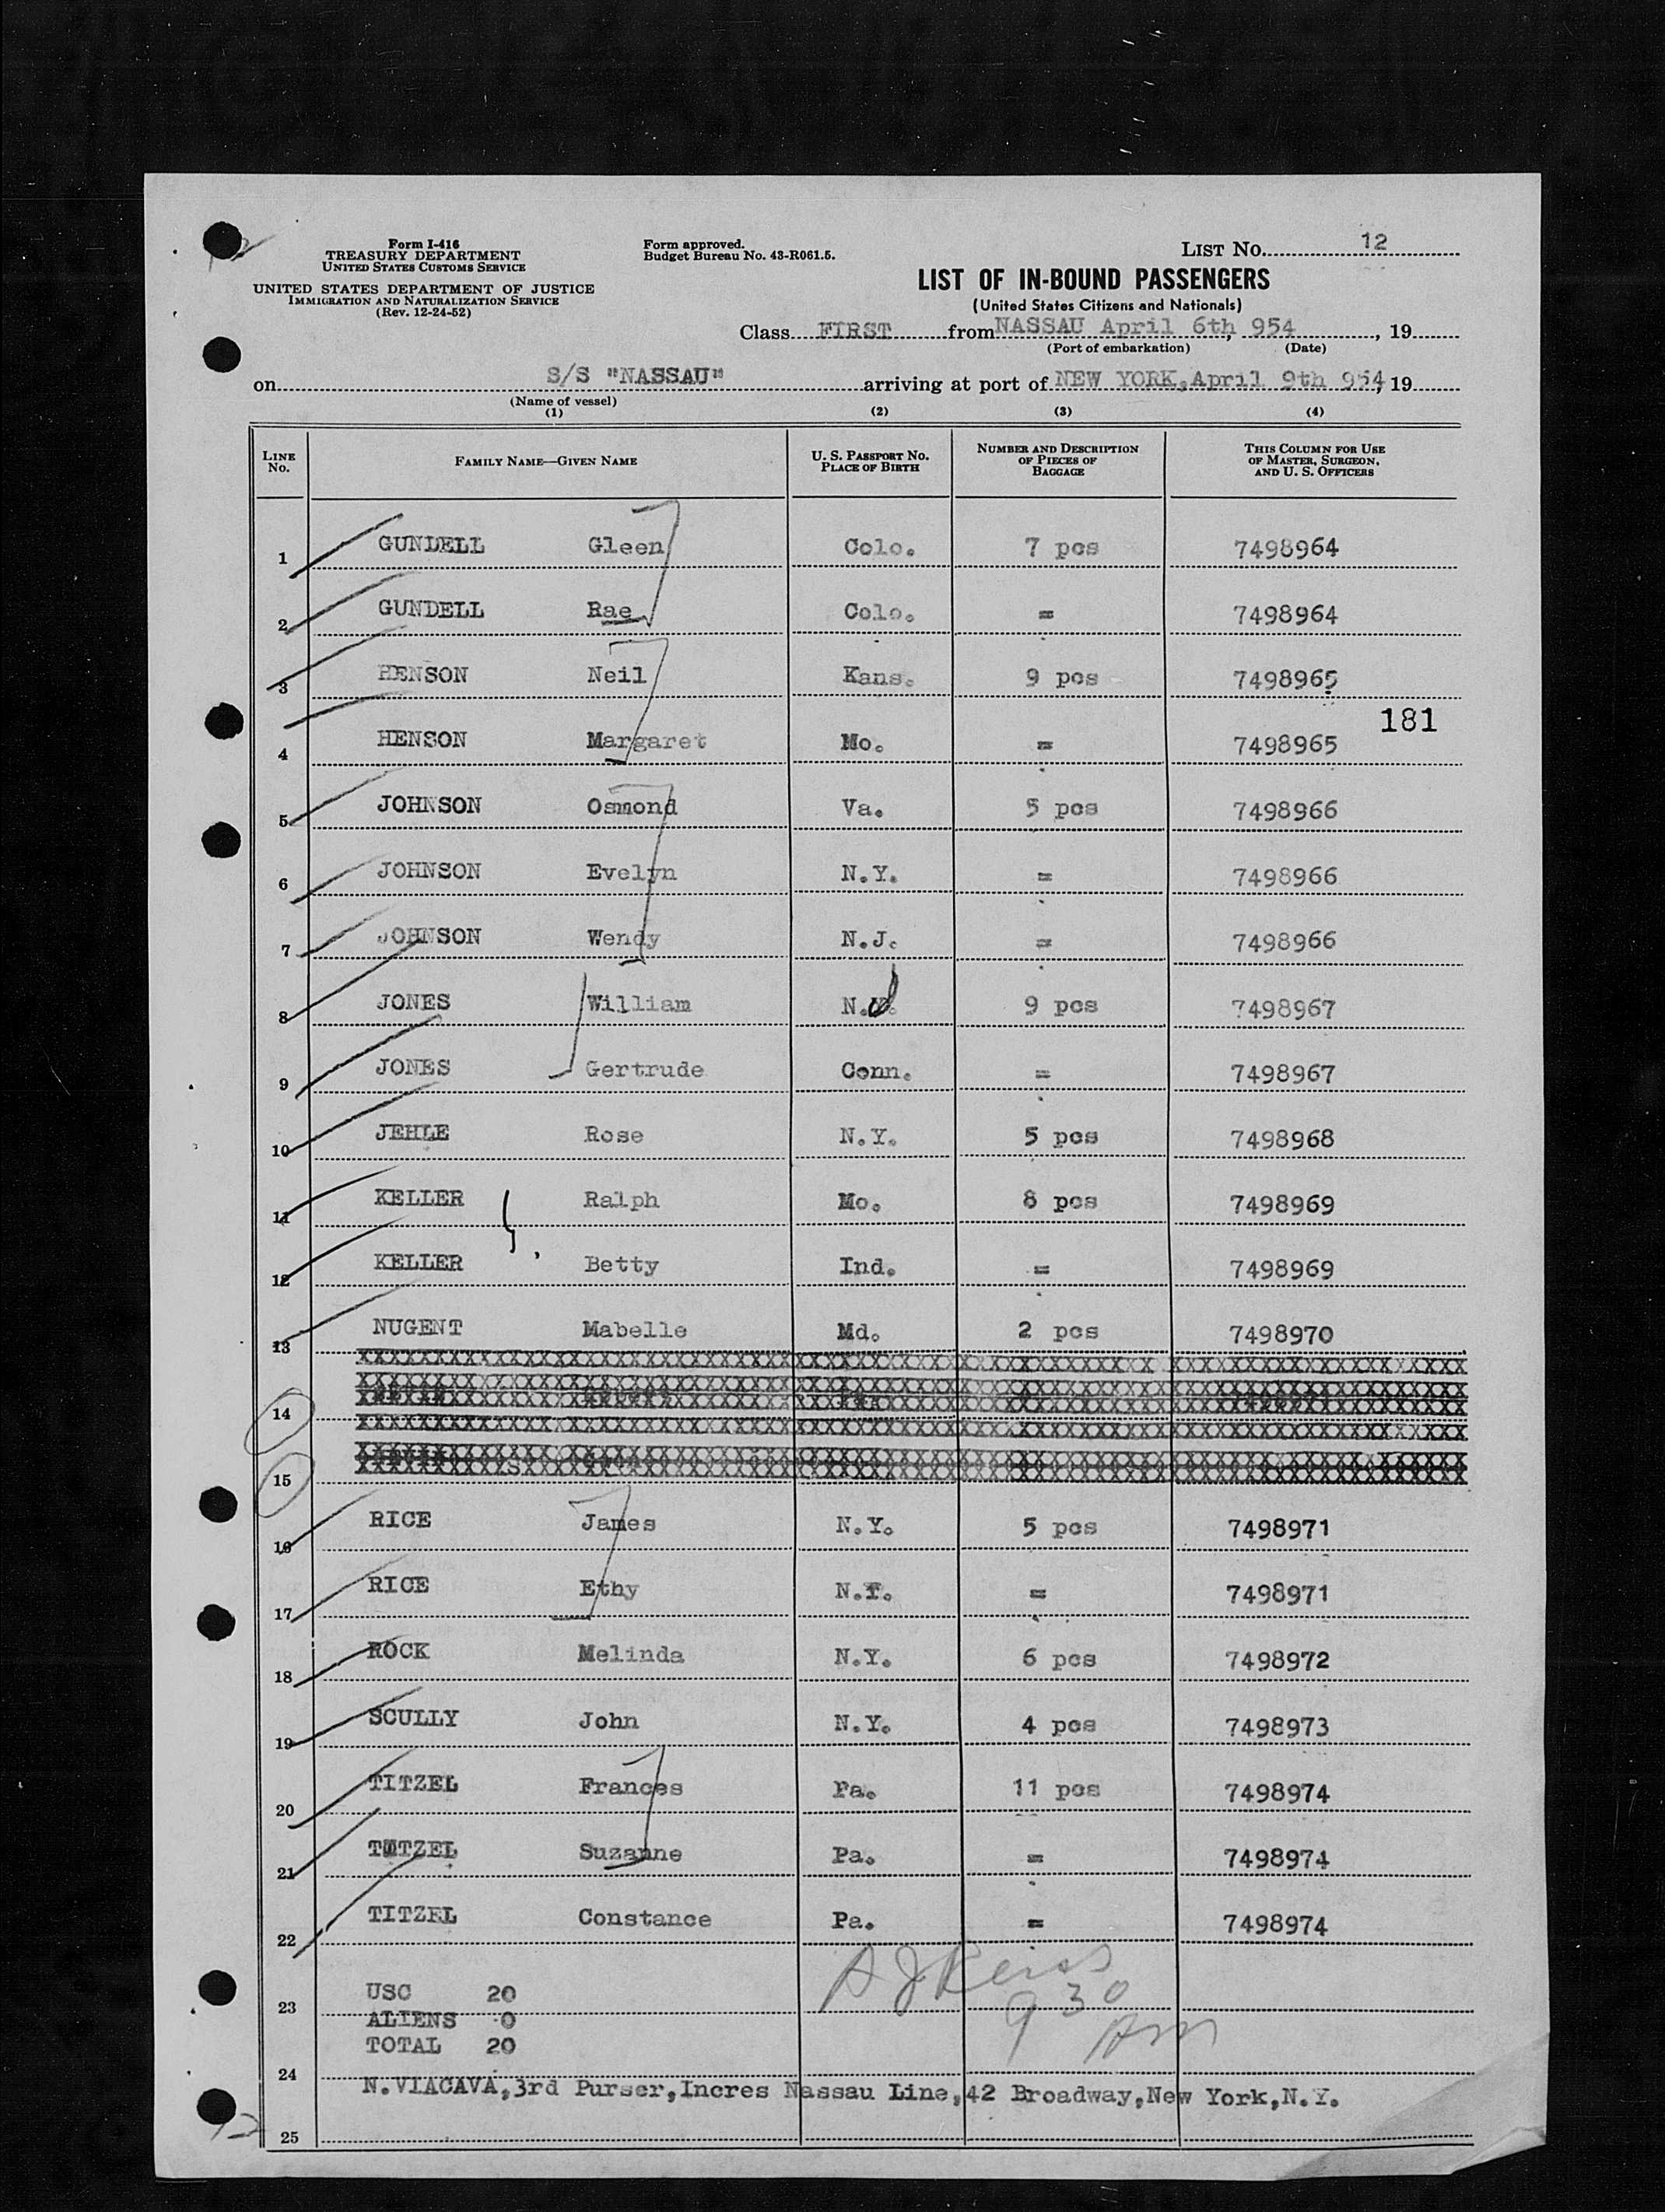 Form I-416
TREASURY DEPARTMENT
UNITED STATES CUSTOMS SERVICE
UNITED STATES DEPARTMENT OF JUSTICE
IMMIGRATION AND NATURALIZATION SERVICE
(Rev. 12-24-52)
Form approved.
Budget Bureau No. 43-R061.5.
LIST NO. 12
LIST OF IN-BOUND PASSENGERS
(United States Citizens and Nationals)
Class FIRST from NASSAU April 6th 954, 19
(Port of embarkation) (Date)
on S/S "NASSAU" arriving at port of NEW YORK, April 9th 954, 19
(Name of vessel)
(1) (2) (3) (4)
LINE NO. FAMILY NAME—GIVEN NAME U. S. PASSPORT NO. PLACE OF BIRTH NUMBER AND DESCRIPTION OF PIECES OF BAGGAGE THIS COLUMN FOR USE OF MASTER, SURGEON, AND U. S. OFFICERS
1 GUNDELL Gleen Colo. 7 pcs 7498964
2 GUNDELL Rae Colo. = 7498964
3 HENSON Neil Kans. 9 pcs 7498965
181
4 HENSON Margaret Mo. = 7498965
5 JOHNSON Osmond Va. 5 pcs 7498966
6 JOHNSON Evelyn N.Y. = 7498966
7 JOHNSON Wendy N.J. = 7498966
8 JONES William N. 9 pcs 7498967
9 JONES Gertrude Conn. = 7498967
10 JEHLE Rose N.Y. 5 pcs 7498968
11 KELLER Ralph Mo. 8 pcs 7498969
12 KELLER Betty Ind. = 7498969
13 NUGENT Mabelle Md. 2 pcs 7498970
14
15
16 RICE James N.Y. 5 pcs 7498971
17 RICE Ethy N.Y. = 7498971
18 ROCK Melinda N.Y. 6 pcs 7498972
19 SCULLY John N.Y. 4 pcs 7498973
20 TITZEL Frances Pa. 11 pcs 7498974
21 TITZEL Suzanne Pa. = 7498974
22 TITZEL Constance Pa. = 7498974
23 USC 20
ALIENS 0
TOTAL 20
9 30 AM
24
N.VIACAVA,3rd Purser,Incres Nassau Line,42 Broadway,New York,N.Y.
25